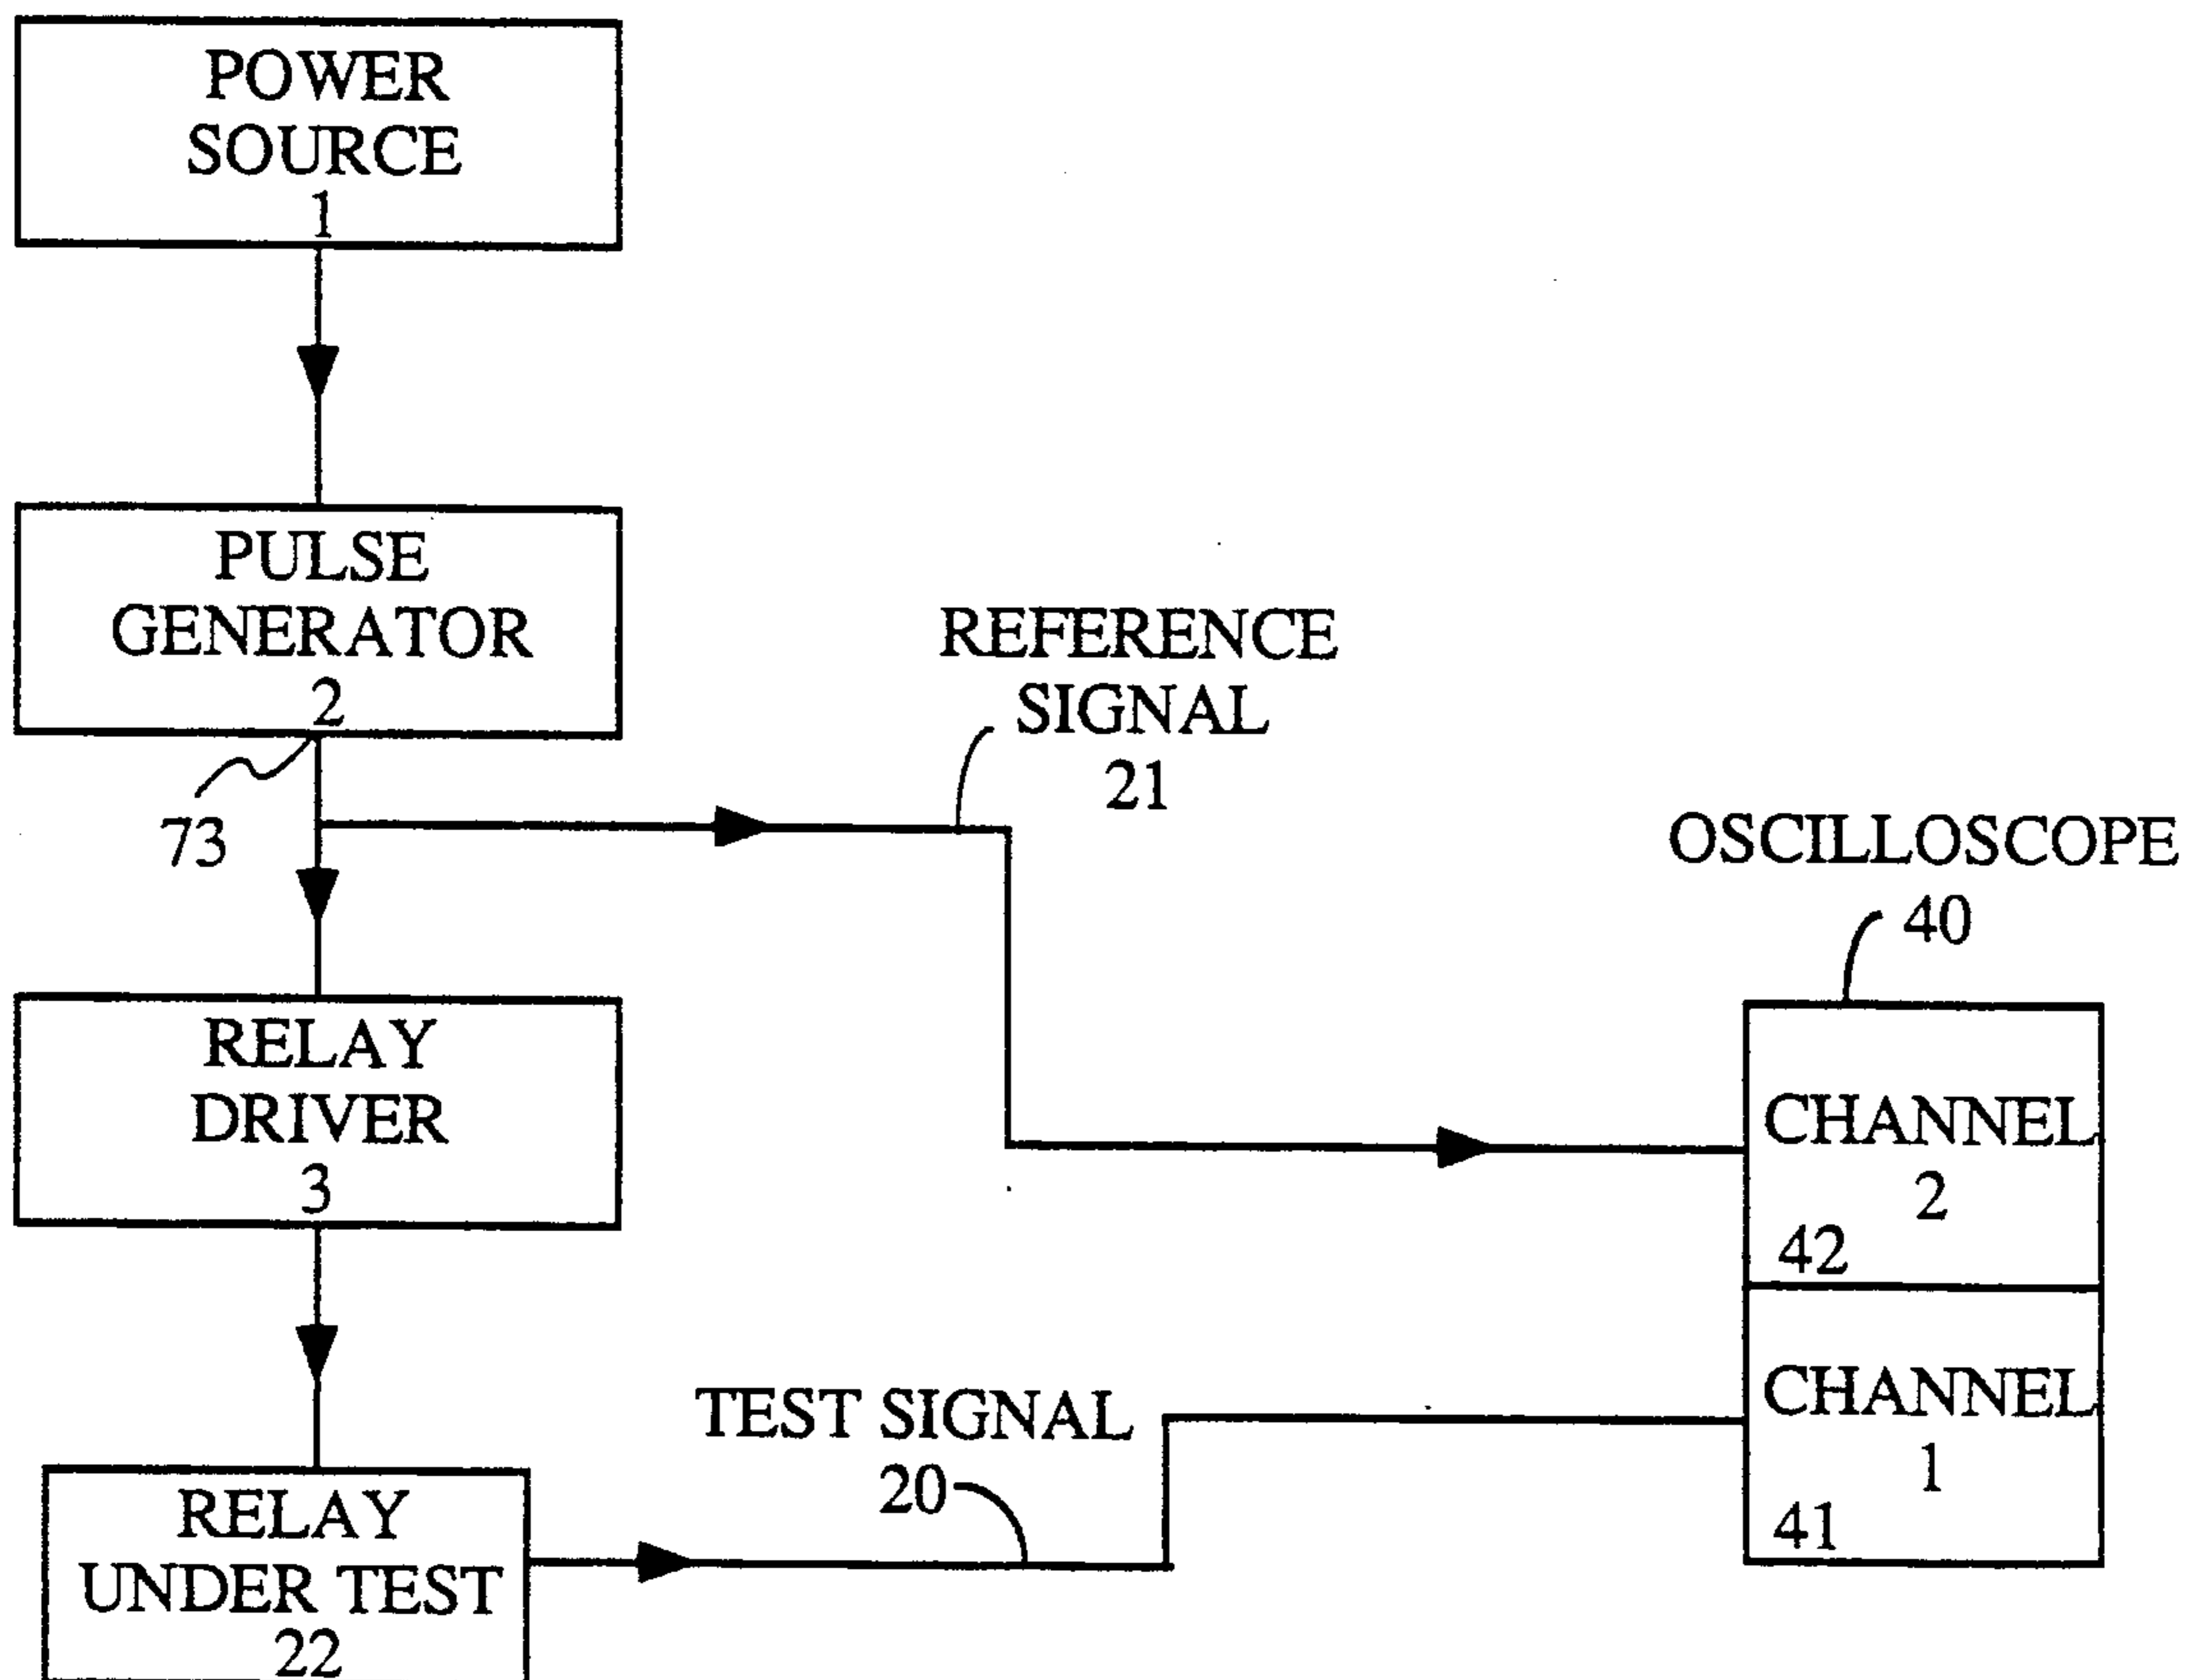 POWER
SOURCE
1
PULSE
GENERATOR
2
73
REFERENCE
SIGNAL
21
OSCILLOSCOPE
40
RELAY
DRIVER
3
CHANNEL
2
42
CHANNEL
1
41
TEST SIGNAL
20
RELAY
UNDER TEST
22